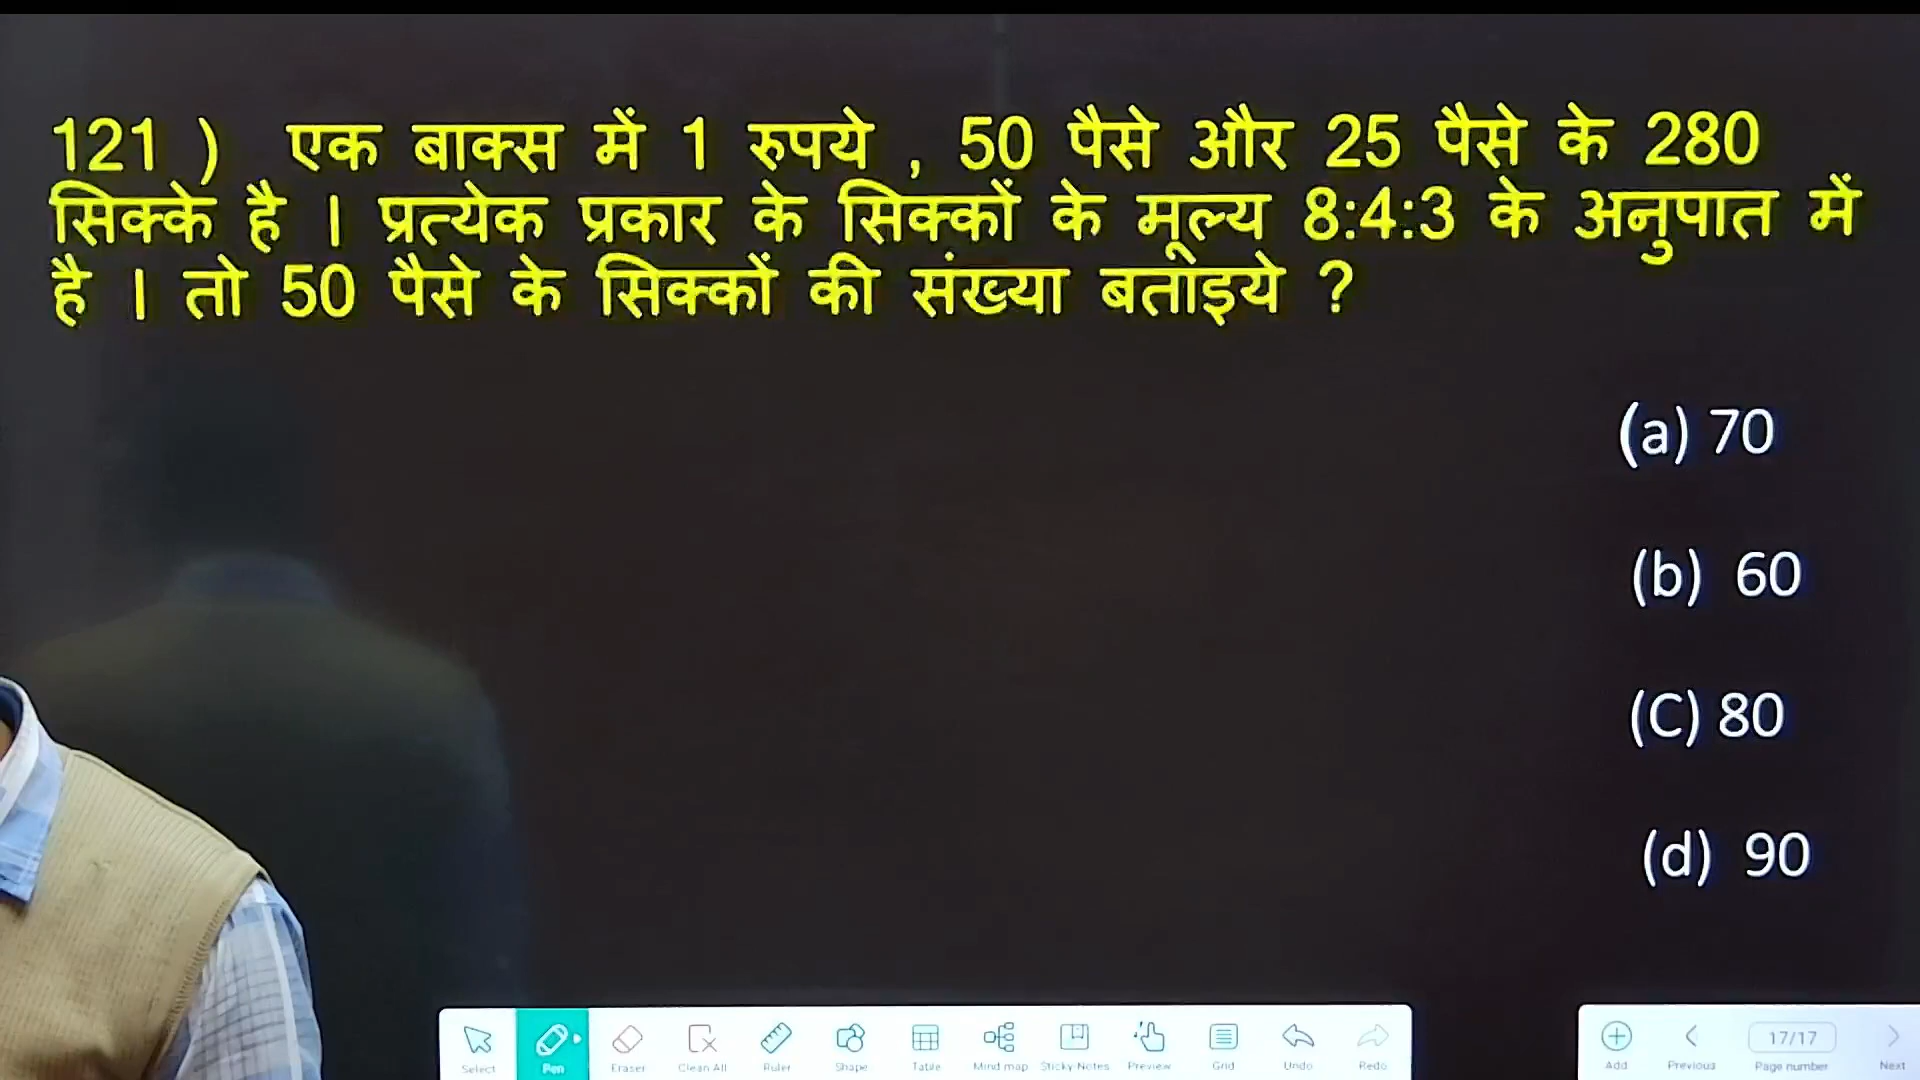 121 ) एक बाक्स में 1 रुपये , 50 पैसे और 25 पैसे के 280
सिक्के है । प्रत्येक प्रकार के सिक्कों के मूल्य 8:4:3 के अनुपात में
है । तो 50 पैसे के सिक्कों की संख्या बताइये ?
(a) 70
(b) 60
(C) 80
(d) 90
Select Pen Eraser Clean All Ruler Shape Table Mind map Sticky Notes Preview Grid Undo Redo
17/17
Add Previous Page number Next